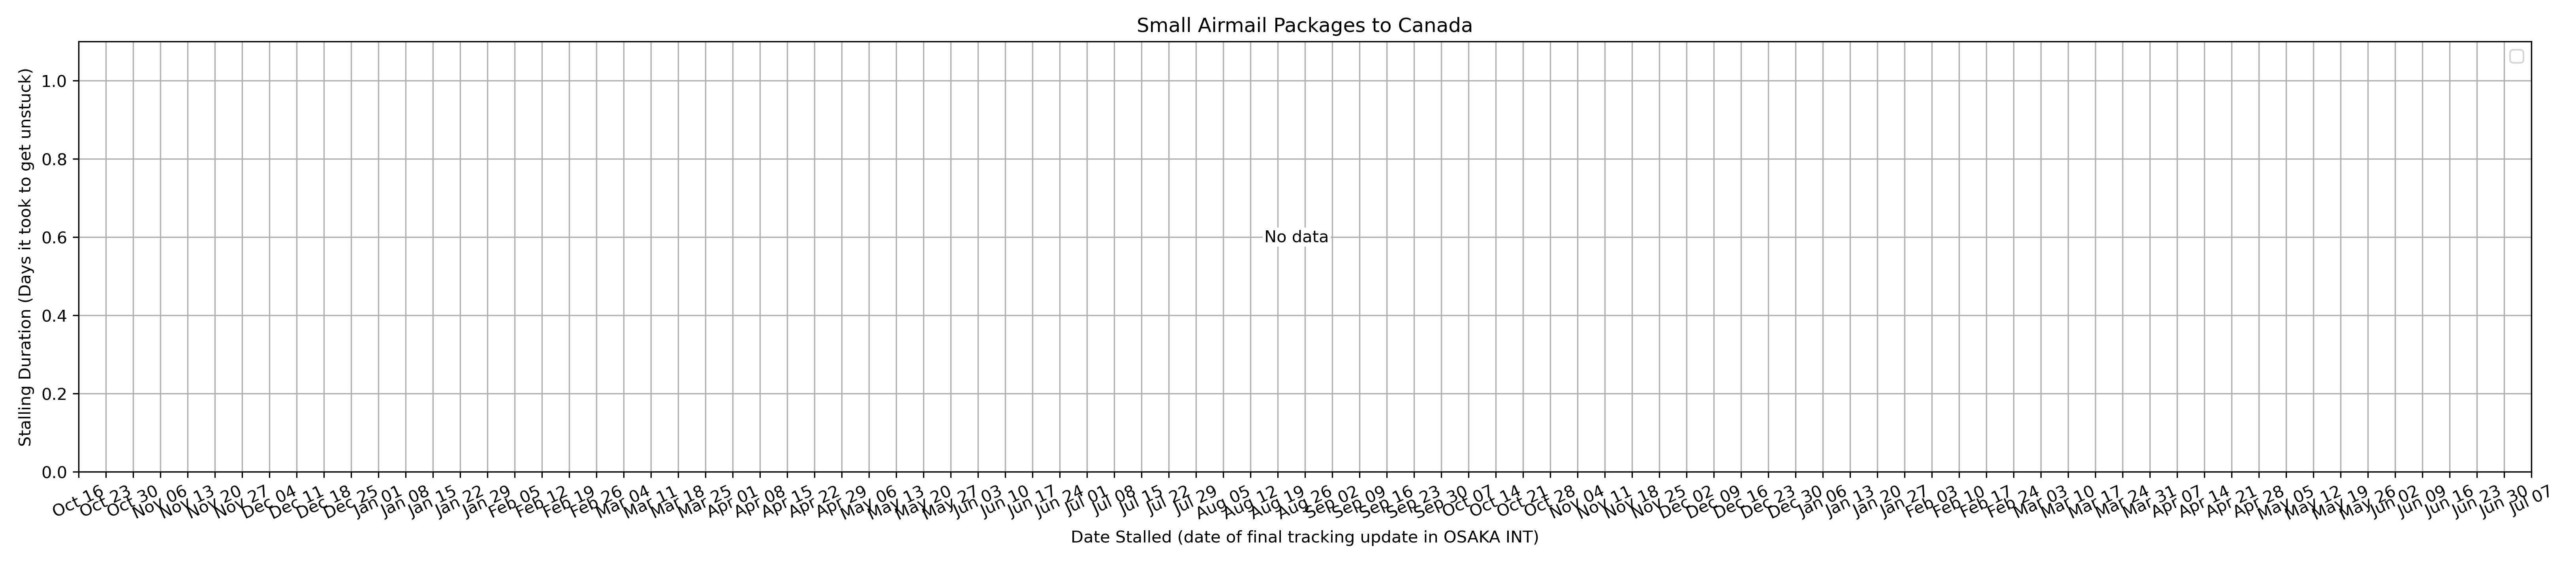 Small Airmail Packages to Canada
Stalling Duration (Days it took to get unstuck)
1.0
0.8
0.6
0.4
0.2
0.0
No data
Oct 16 Oct 23 Oct 30 Nov 06 Nov 13 Nov 20 Nov 27 Dec 04 Dec 11 Dec 18 Dec 25 Jan 01 Jan 08 Jan 15 Jan 22 Jan 29 Feb 05 Feb 12 Feb 19 Feb 26 Mar 04 Mar 11 Mar 18 Mar 25 Apr 01 Apr 08 Apr 15 Apr 22 Apr 29 May 06 May 13 May 20 May 27 Jun 03 Jun 10 Jun 17 Jun 24 Jul 01 Jul 08 Jul 15 Jul 22 Jul 29 Aug 05 Aug 12 Aug 19 Aug 26 Sep 02 Sep 09 Sep 16 Sep 23 Sep 30 Oct 07 Oct 14 Oct 21 Oct 28 Nov 04 Nov 11 Nov 18 Nov 25 Dec 02 Dec 09 Dec 16 Dec 23 Dec 30 Jan 06 Jan 13 Jan 20 Jan 27 Feb 03 Feb 10 Feb 17 Feb 24 Mar 03 Mar 10 Mar 17 Mar 24 Mar 31 Apr 07 Apr 14 Apr 21 Apr 28 May 05 May 12 May 19 May 26 Jun 02 Jun 09 Jun 16 Jun 23 Jun 30 Jul 07
Date Stalled (date of final tracking update in OSAKA INT)